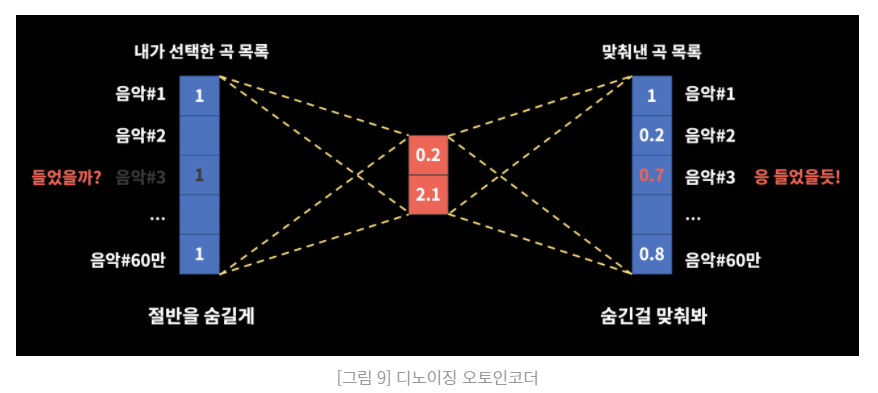 내가 선택한 곡 목록
맞춰낸 곡 목록
음악#1 1
1 음악#1
음악#2
0.2 음악#2
0.2
들었을까? 음악#3 1
0.7 음악#3 응 들었을듯!
2.1
...
...
음악#60만 1
0.8 음악#60만
절반을 숨길게
숨긴걸 맞춰봐
[그림 9] 디노이징 오토인코더